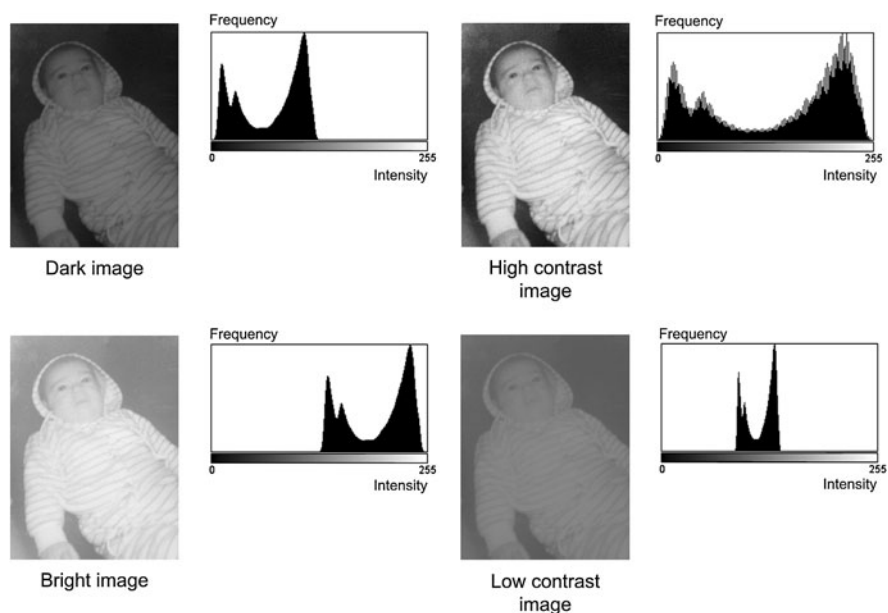 Frequency
0
255
Intensity
Dark image
Frequency
0
255
Intensity
High contrast
image
Frequency
0
255
Intensity
Bright image
Frequency
0
255
Intensity
Low contrast
image